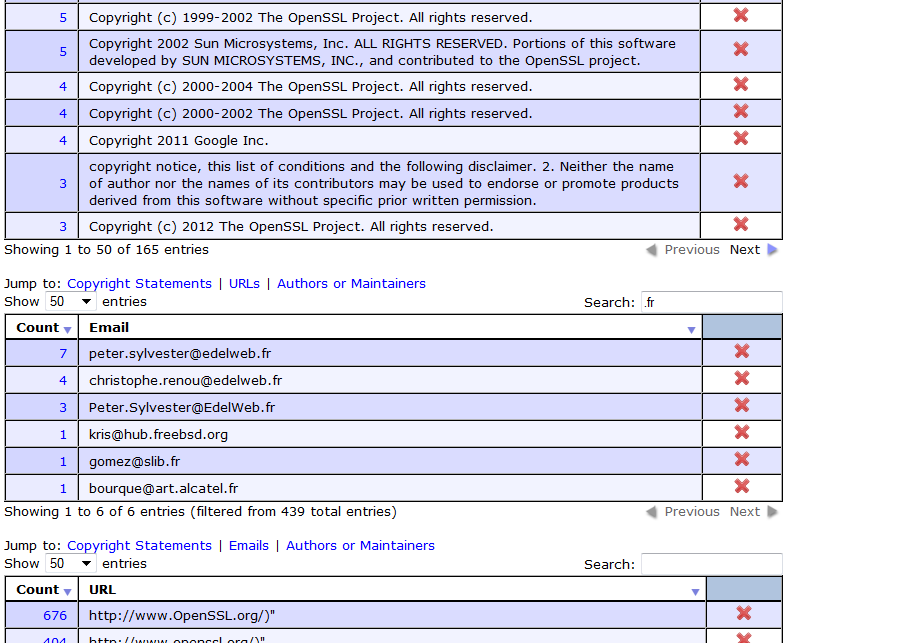 5 Copyright (c) 1999-2002 The OpenSSL Project. All rights reserved.
5 Copyright 2002 Sun Microsystems, Inc. ALL RIGHTS RESERVED. Portions of this software
developed by SUN MICROSYSTEMS, INC., and contributed to the OpenSSL project.
4 Copyright (c) 2000-2004 The OpenSSL Project. All rights reserved.
4 Copyright (c) 2000-2002 The OpenSSL Project. All rights reserved.
4 Copyright 2011 Google Inc.
3 copyright notice, this list of conditions and the following disclaimer. 2. Neither the name
of author nor the names of its contributors may be used to endorse or promote products
derived from this software without specific prior written permission.
3 Copyright (c) 2012 The OpenSSL Project. All rights reserved.
Showing 1 to 50 of 165 entries Previous Next
Jump to: Copyright Statements | URLs | Authors or Maintainers
Show 50 entries Search: .fr
Count Email
7 peter.sylvester@edelweb.fr
4 christophe.renou@edelweb.fr
3 Peter.Sylvester@EdelWeb.fr
1 kris@hub.freebsd.org
1 gomez@slib.fr
1 bourque@art.alcatel.fr
Showing 1 to 6 of 6 entries (filtered from 439 total entries) Previous Next
Jump to: Copyright Statements | Emails | Authors or Maintainers
Show 50 entries Search:
Count URL
676 http://www.OpenSSL.org/)"
404 http://www.openssl.org/)"